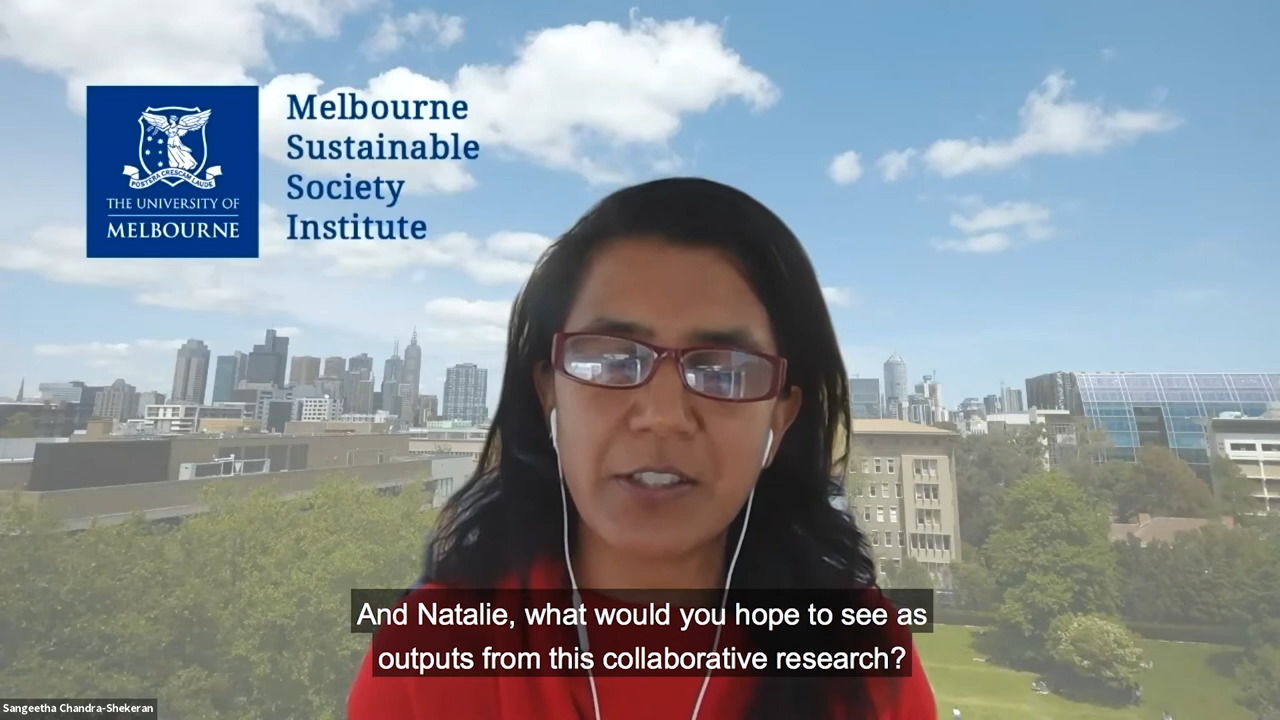 Melbourne
Sustainable
Society
Institute
POSTERA CRESCAM LAUDE
THE UNIVERSITY OF
MELBOURNE
And Natalie, what would you hope to see as
outputs from this collaborative research?
Sangeetha Chandra-Shekeran